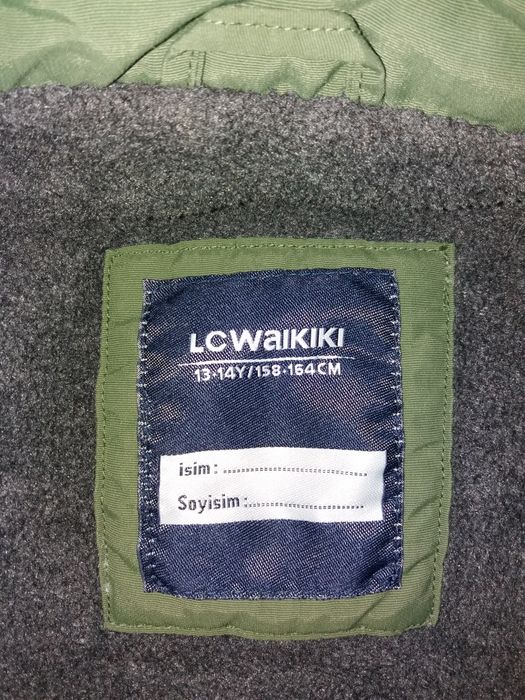 LCWaIKIKI
13-14Y/158-164CM
isim: ................................
Soyisim: ..........................